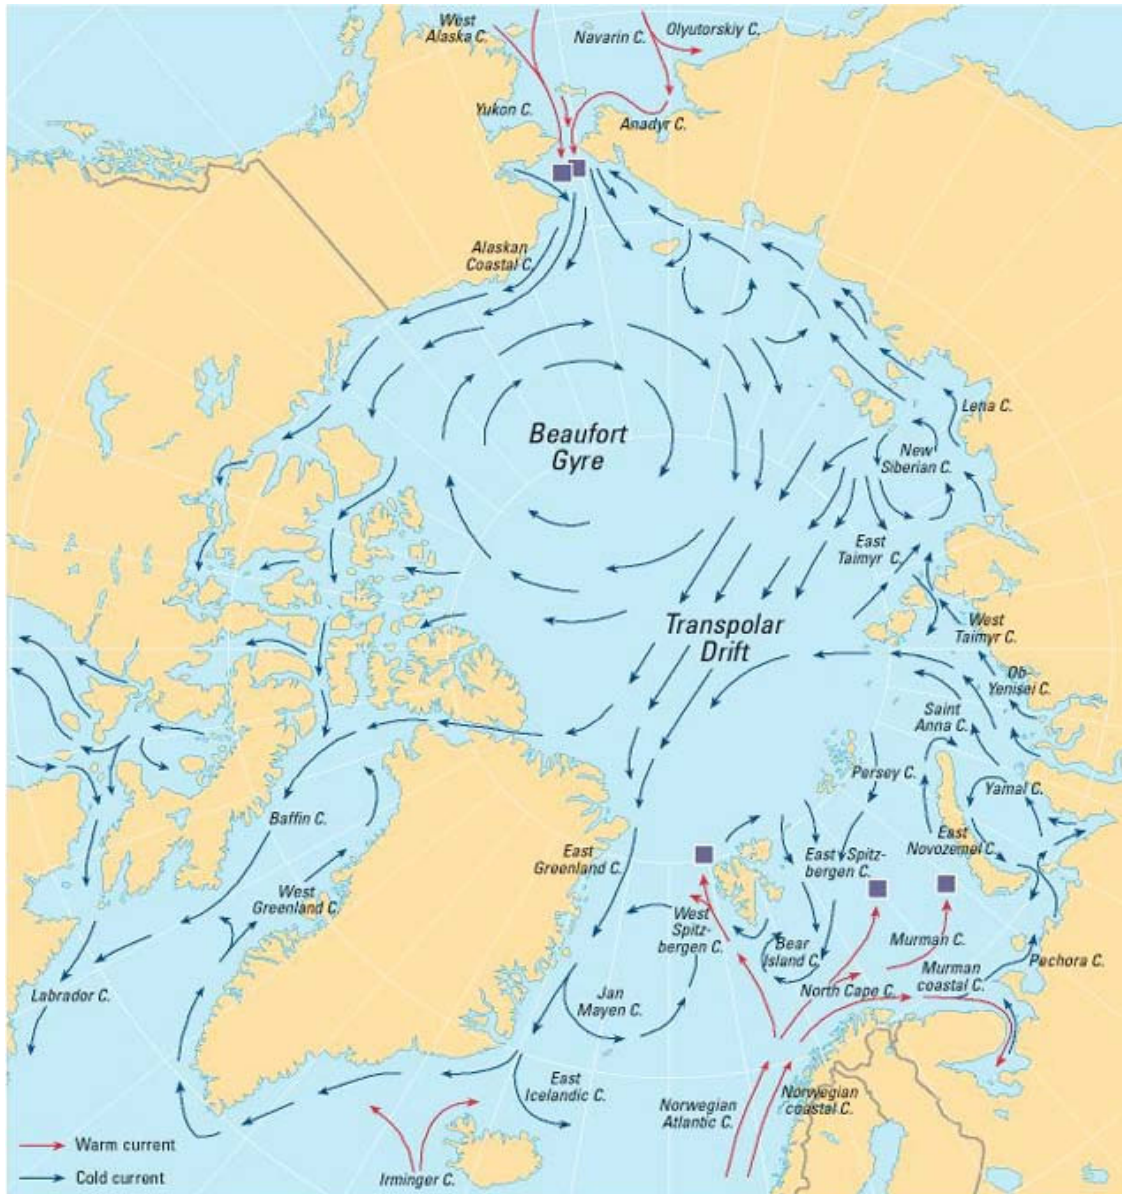 West
Alaska C.
Navarin C.
Olyutorskiy C.
Yukon C.
Anadyr C.
Alaskan
Coastal C.
Beaufort
Gyre
Lena C.
New
Siberian C.
East
Taimyr C.
Transpolar
Drift
West
Taimyr C.
Ob-
Yenisei C.
Saint
Anna C.
Persey C.
Yamal C.
Baffin C.
East
Greenland C.
East Spitz-
bergen C.
East
Novozemel C.
West
Greenland C.
West
Spitz-
bergen C.
Bear
Island C.
Murman C.
Pechora C.
Labrador C.
Jan
Mayen C.
North Cape C.
Murman
coastal C.
East
Icelandic C.
Norwegian
Atlantic C.
Norwegian
coastal C.
Warm current
Cold current
Irminger C.